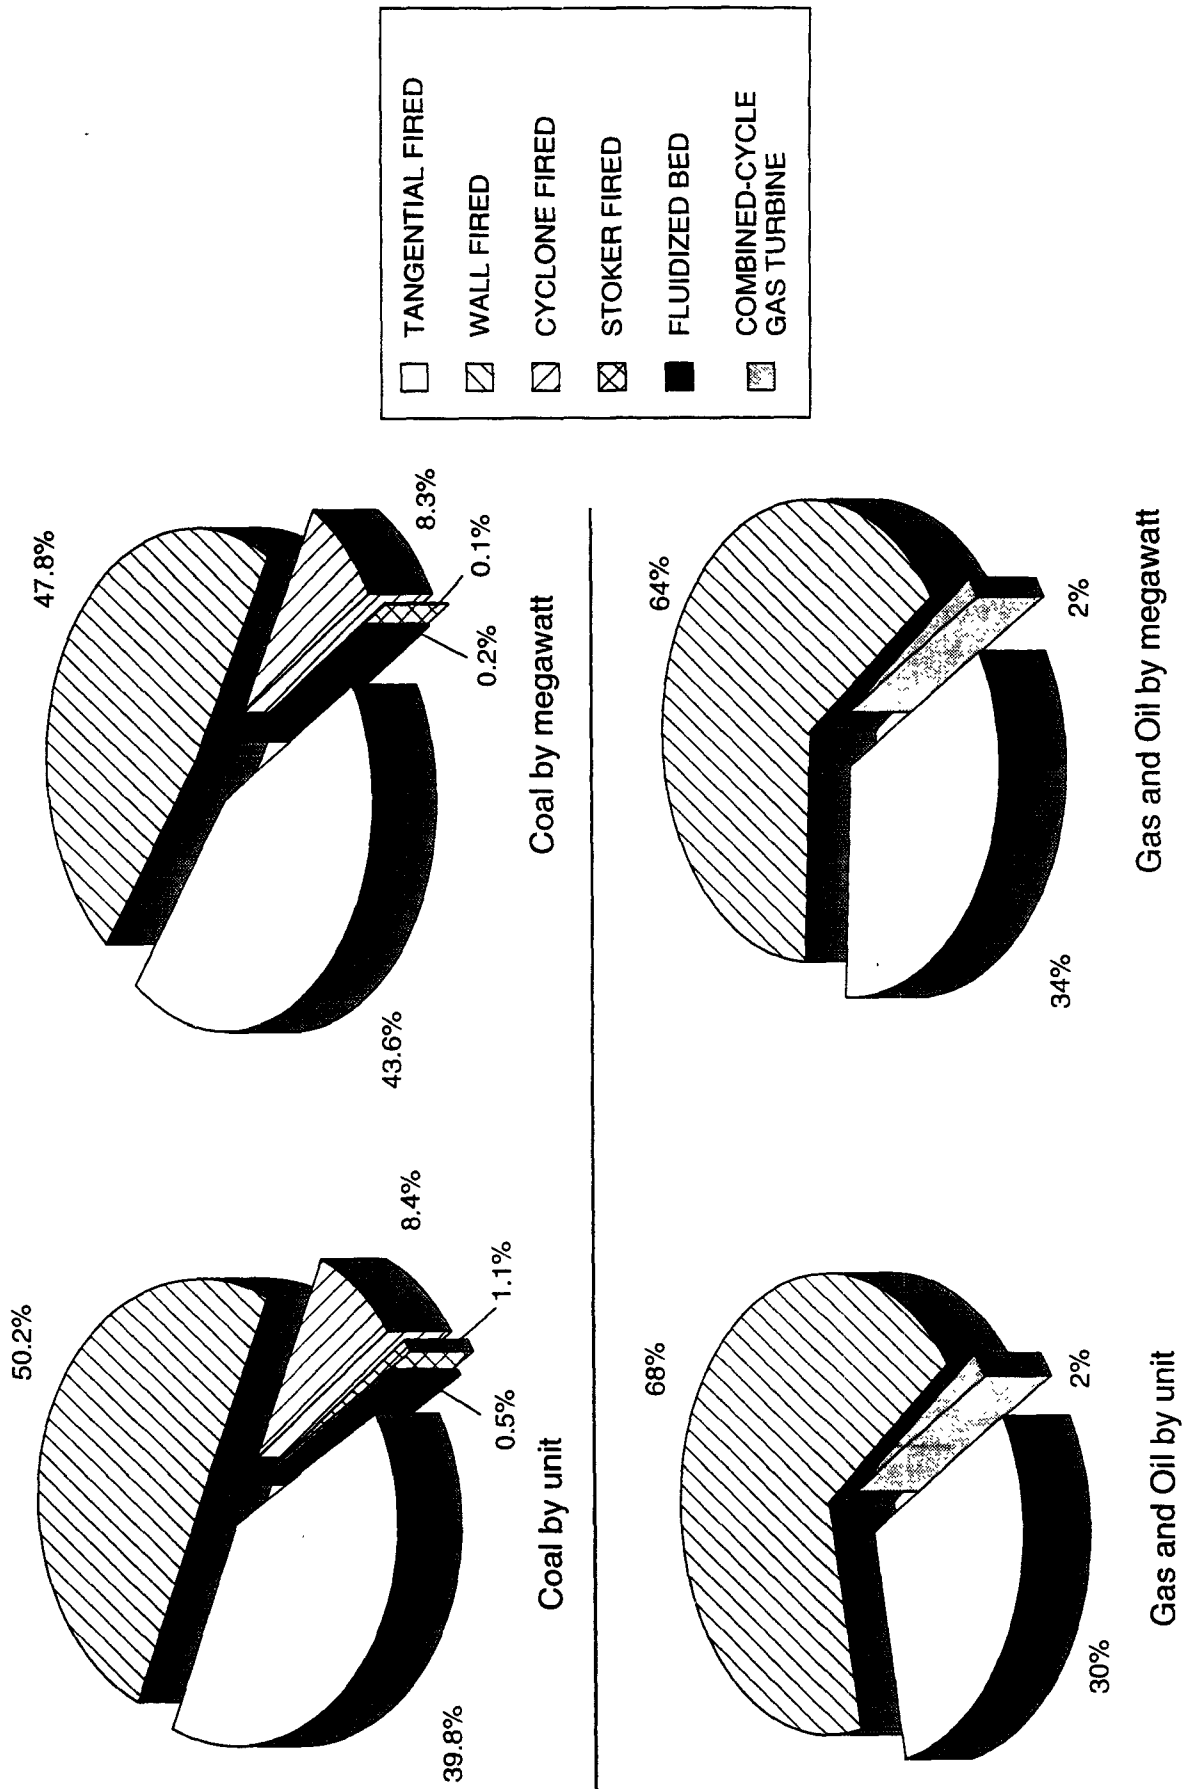 50.2%
39.8%
8.4%
1.1%
0.5%
Coal by unit
47.8%
43.6%
8.3%
0.1%
0.2%
Coal by megawatt
68%
30%
2%
Gas and Oil by unit
64%
34%
2%
Gas and Oil by megawatt
TANGENTIAL FIRED
WALL FIRED
CYCLONE FIRED
STOKER FIRED
FLUIDIZED BED
COMBINED-CYCLE
GAS TURBINE